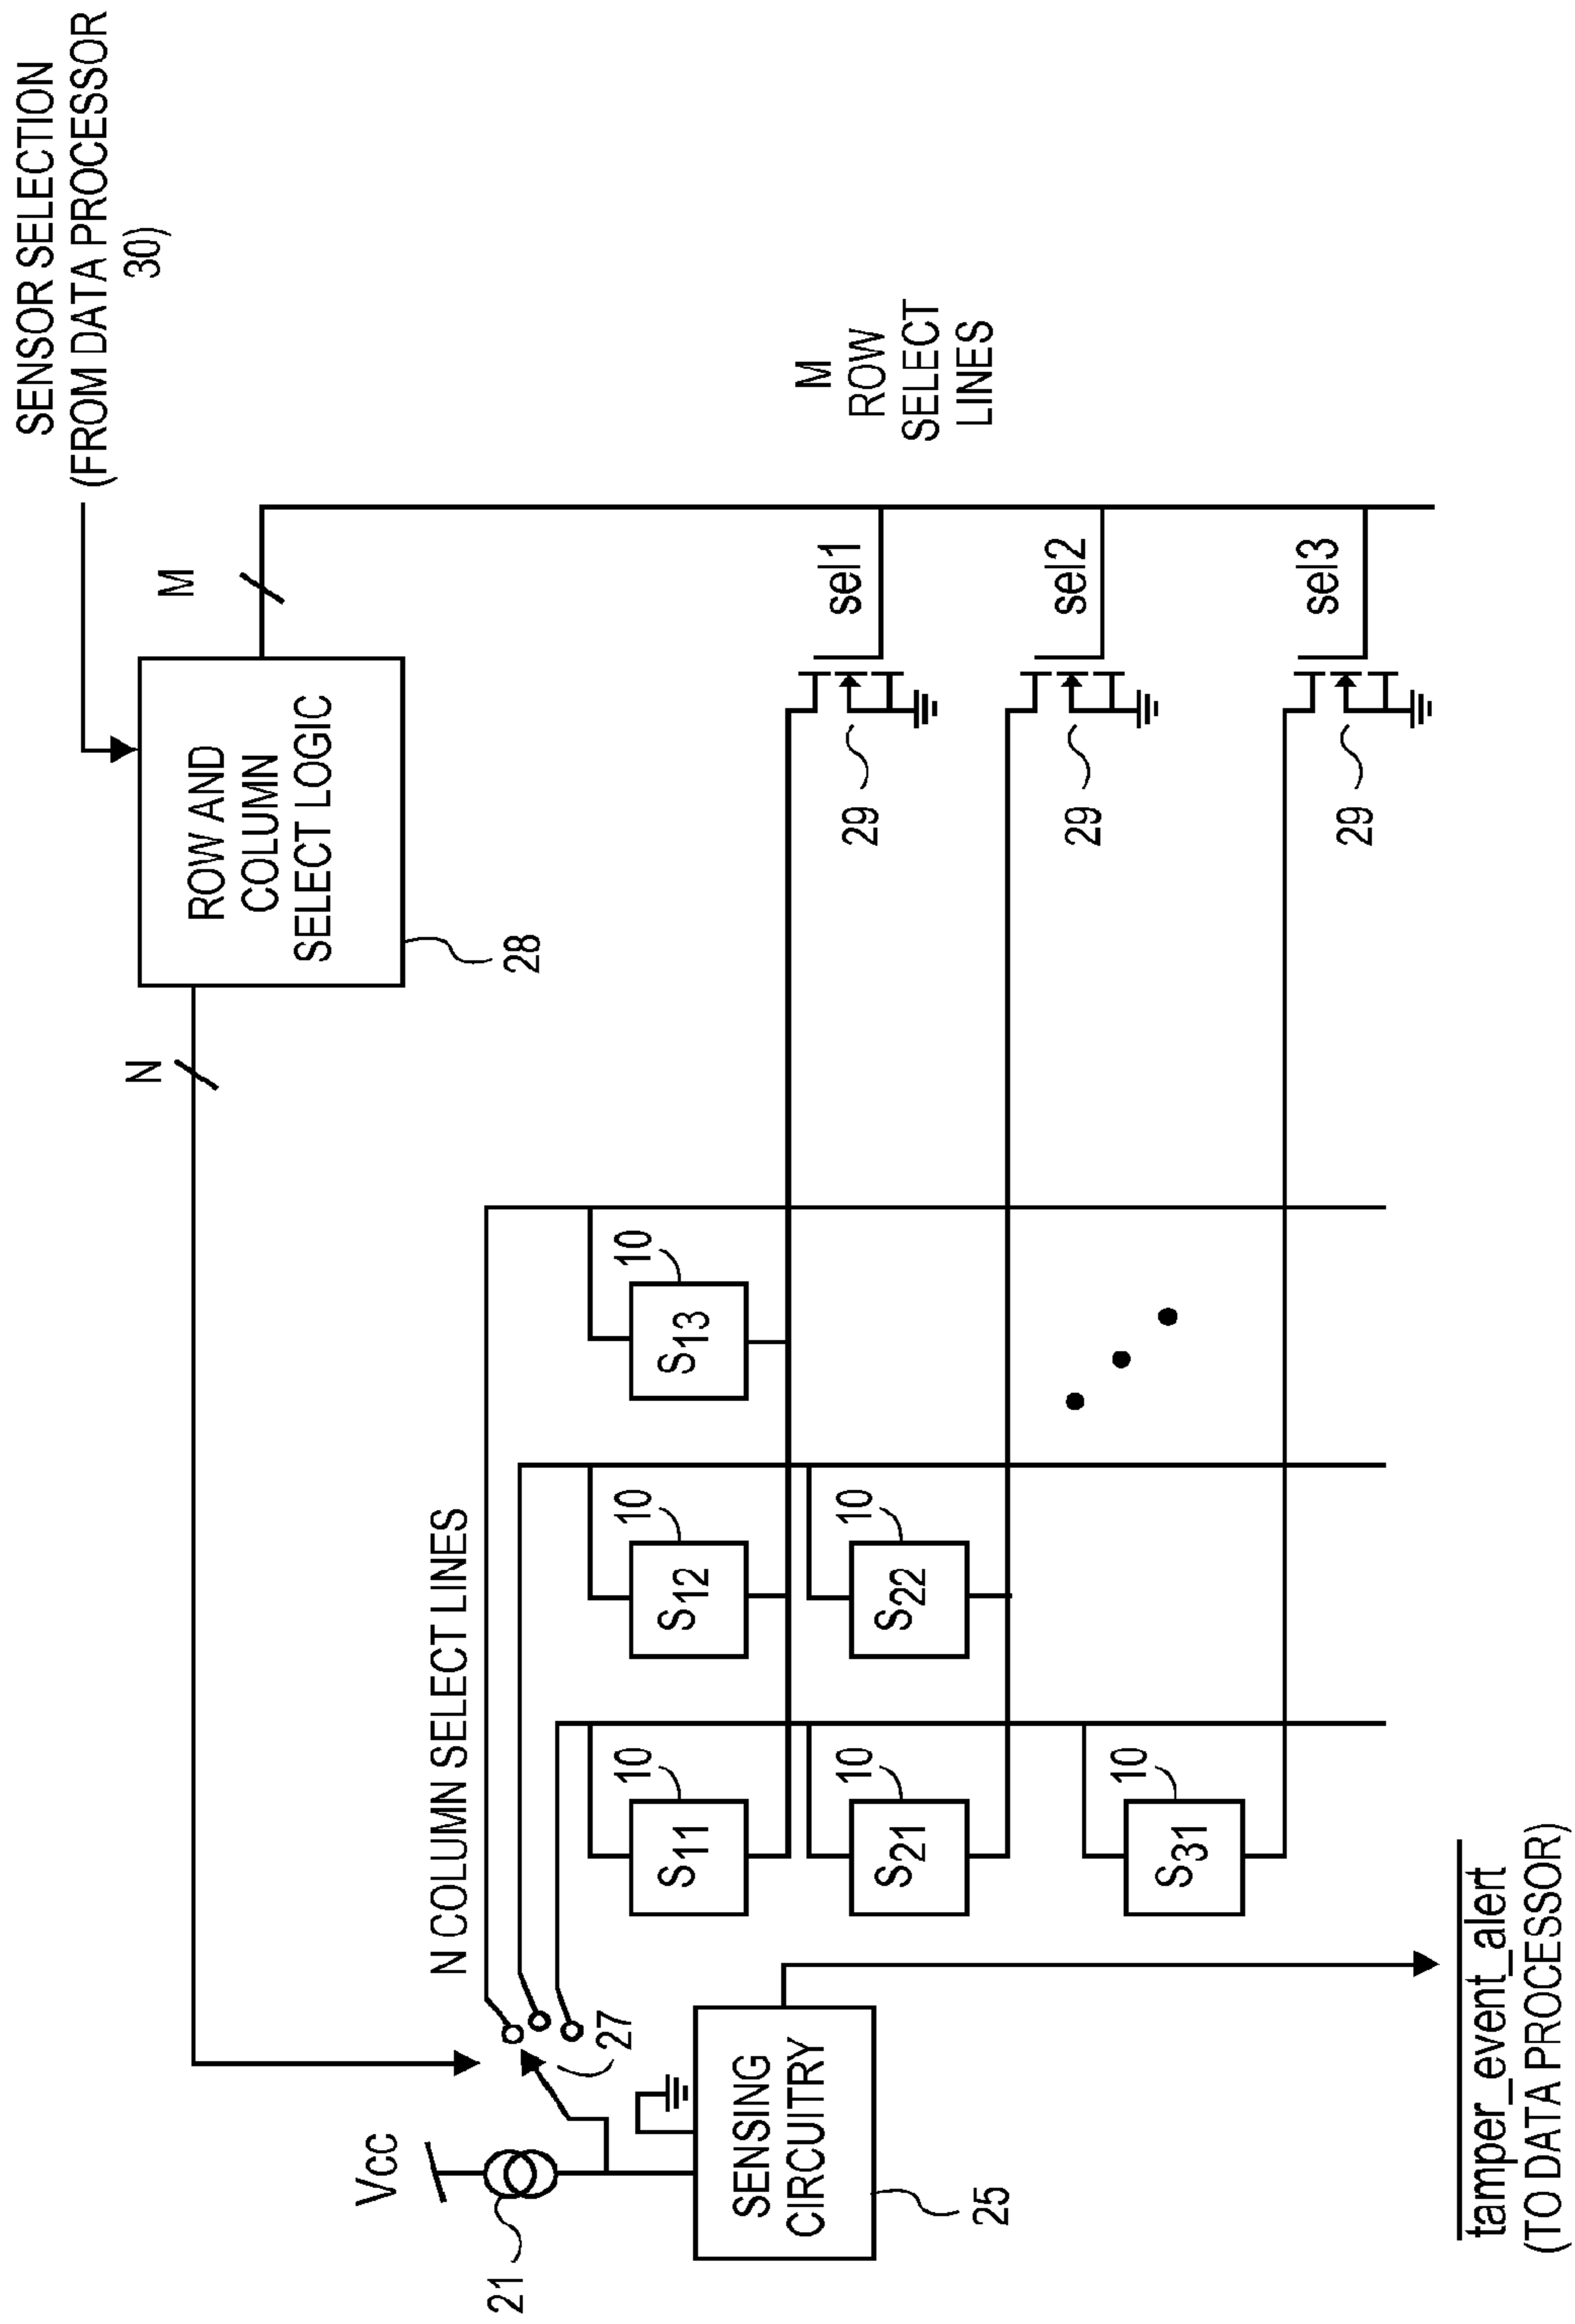 SENSOR SELECTION
(FROM DATA PROCESSOR
30)
M
N
ROW AND
COLUMN
SELECT LOGIC
28
M
ROW
SELECT
LINES
N COLUMN SELECT LINES
Vcc
21
27
SENSING
CIRCUITRY
25
S11
10
S12
10
S13
10
sel1
29
S21
10
S22
10
sel2
29
S31
10
sel3
29
tamper_event_alert
(TO DATA PROCESSOR)